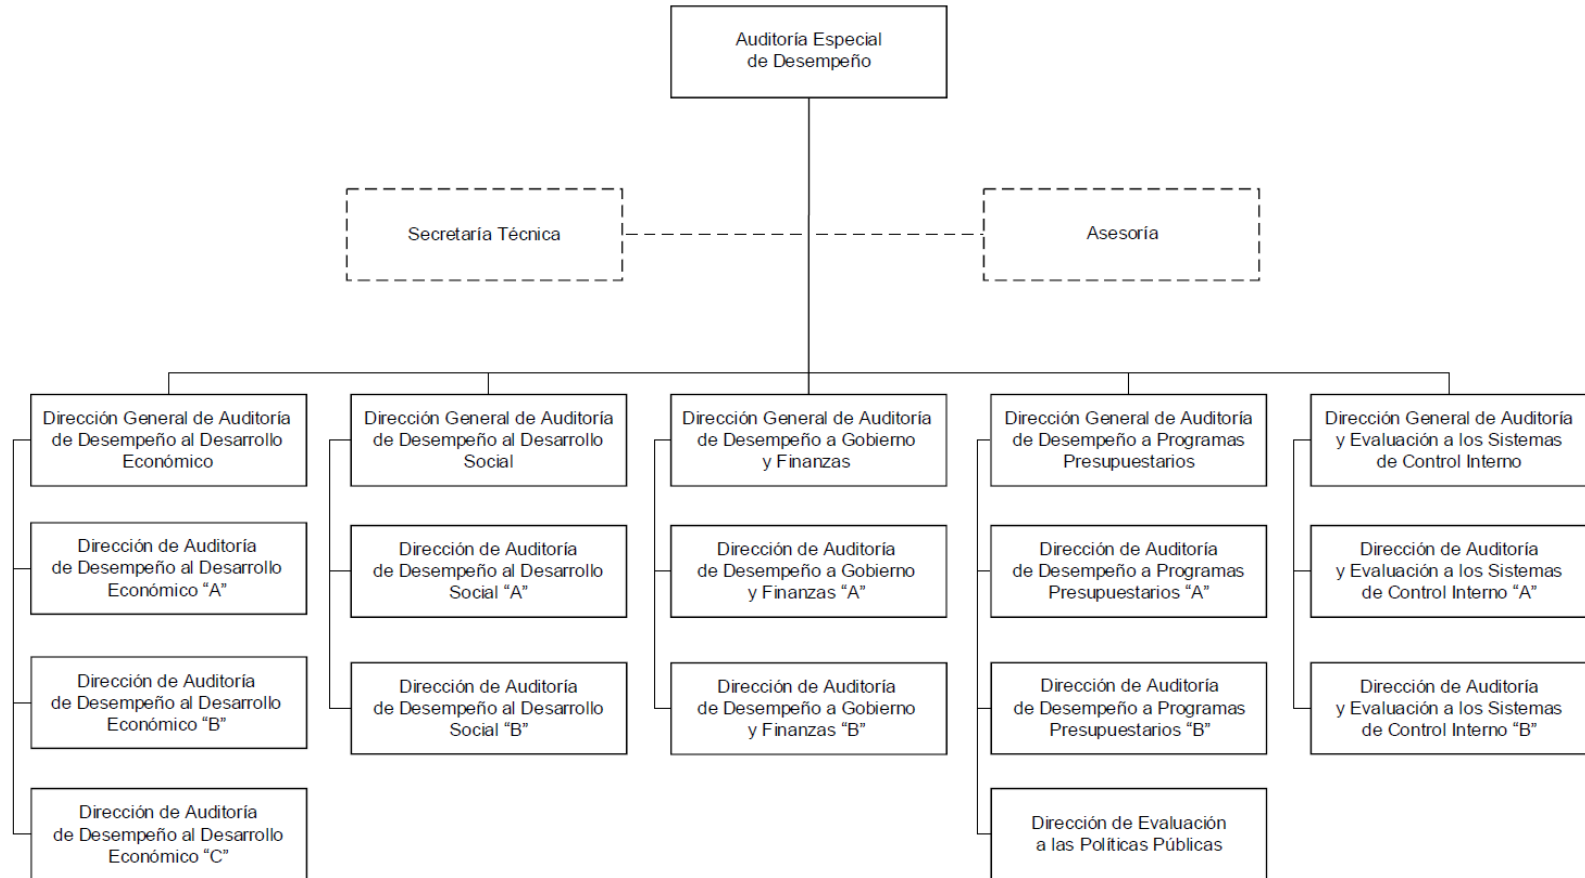 Auditoría Especial
de Desempeño
Secretaría Técnica
Asesoría
Dirección General de Auditoría
de Desempeño al Desarrollo
Económico
Dirección General de Auditoría
de Desempeño al Desarrollo
Social
Dirección General de Auditoría
de Desempeño a Gobierno
y Finanzas
Dirección General de Auditoría
de Desempeño a Programas
Presupuestarios
Dirección General de Auditoría
y Evaluación a los Sistemas
de Control Interno
Dirección de Auditoría
de Desempeño al Desarrollo
Económico “A”
Dirección de Auditoría
de Desempeño al Desarrollo
Social “A”
Dirección de Auditoría
de Desempeño a Gobierno
y Finanzas “A”
Dirección de Auditoría
de Desempeño a Programas
Presupuestarios “A”
Dirección de Auditoría
y Evaluación a los Sistemas
de Control Interno “A”
Dirección de Auditoría
de Desempeño al Desarrollo
Económico “B”
Dirección de Auditoría
de Desempeño al Desarrollo
Social “B”
Dirección de Auditoría
de Desempeño a Gobierno
y Finanzas “B”
Dirección de Auditoría
de Desempeño a Programas
Presupuestarios “B”
Dirección de Auditoría
y Evaluación a los Sistemas
de Control Interno “B”
Dirección de Auditoría
de Desempeño al Desarrollo
Económico “C”
Dirección de Evaluación
a las Políticas Públicas